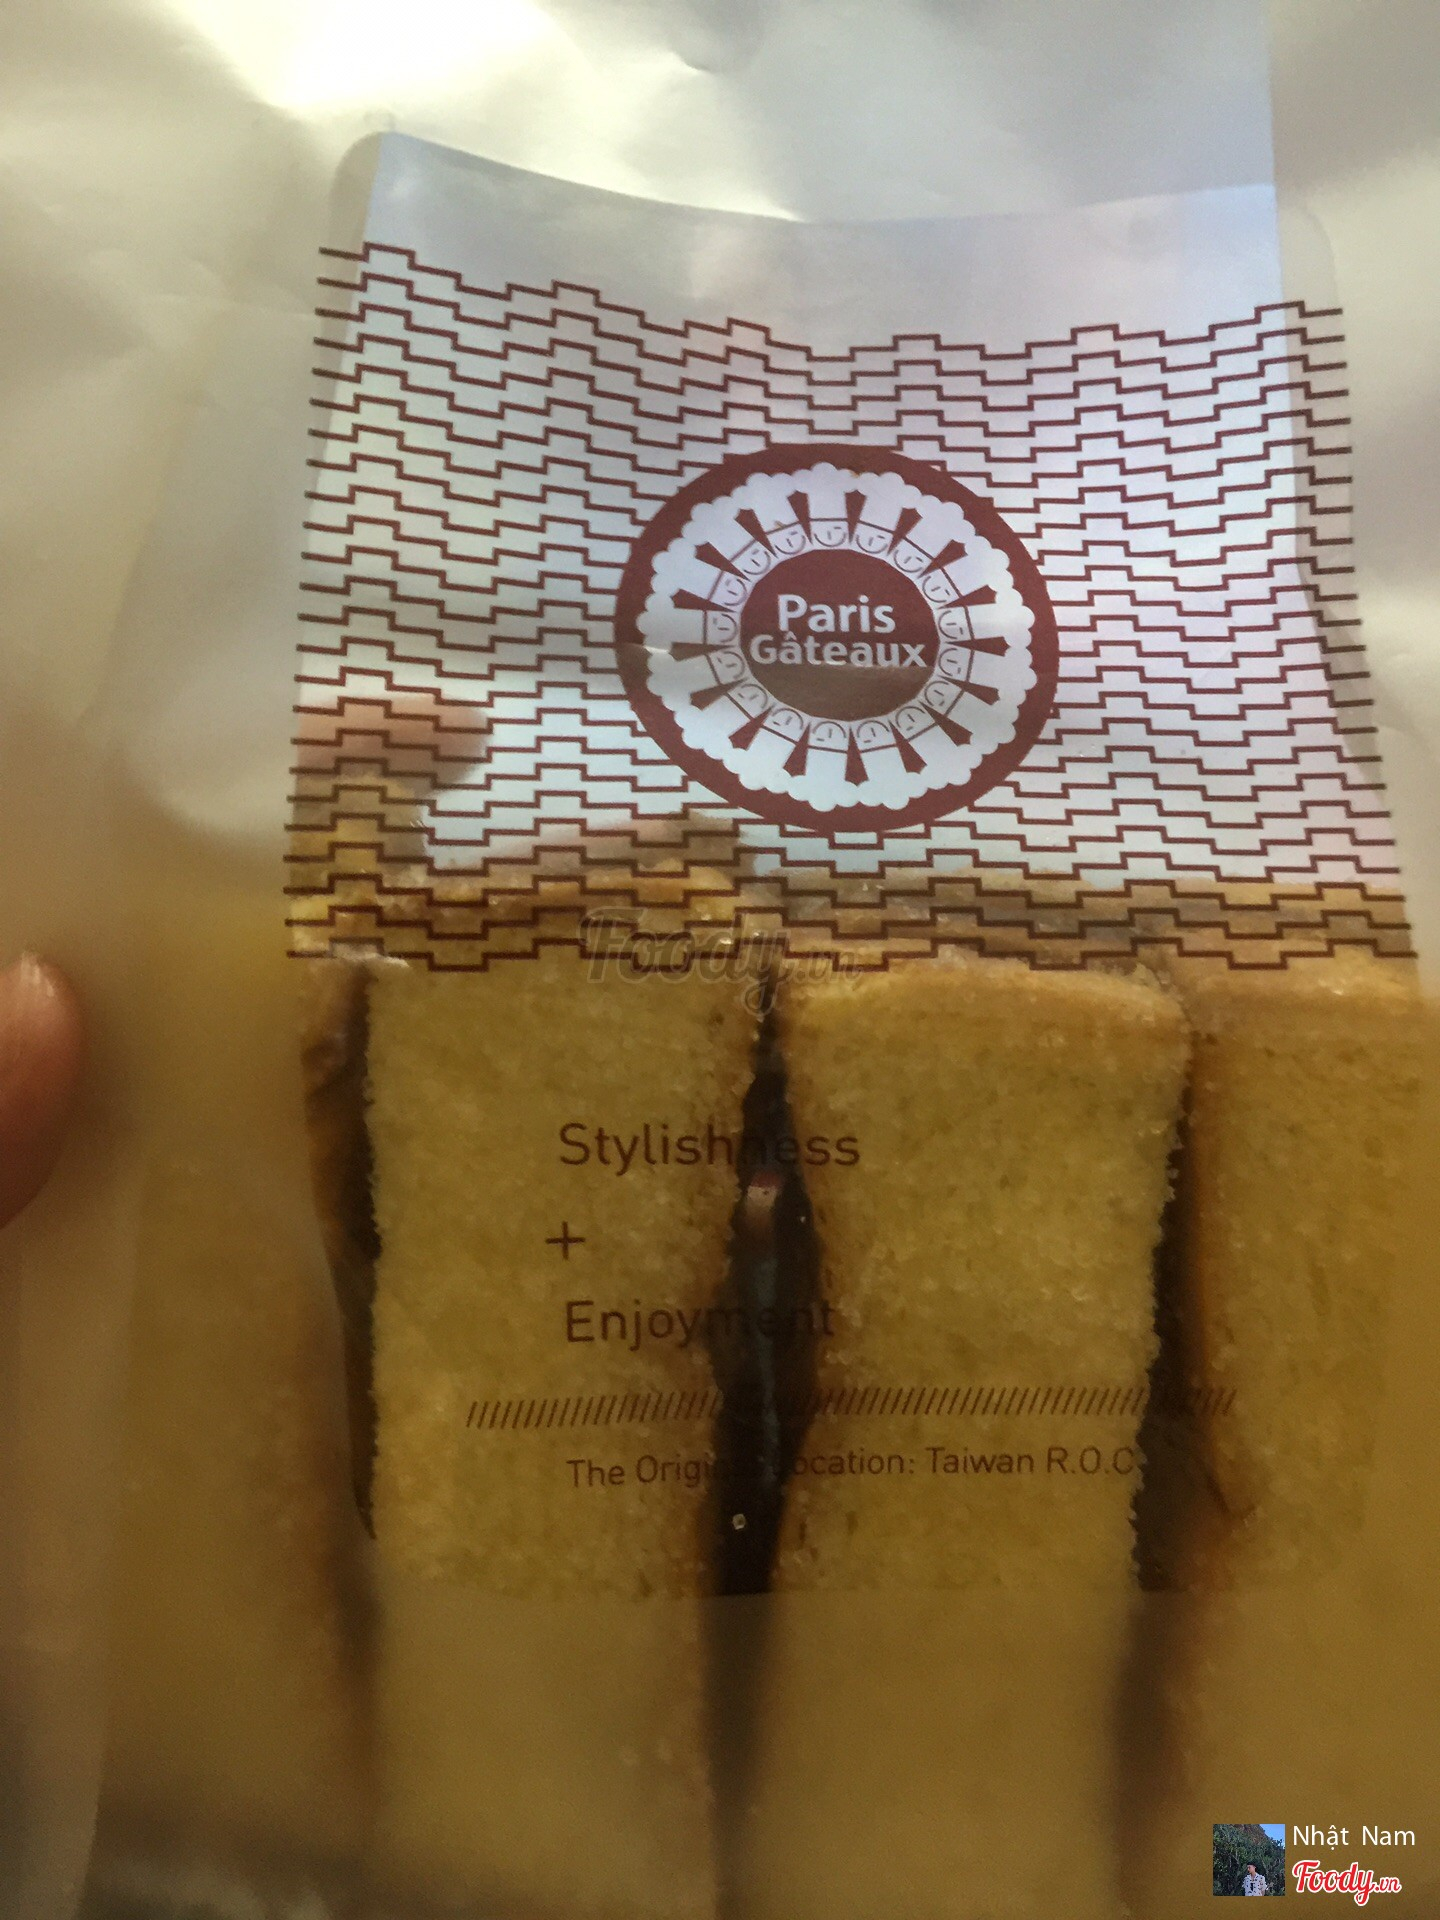 Paris
Gâteaux
Foody.vn
Stylishness
+
Enjoyment
The Original Location: Taiwan R.O.C
Nhật Nam
Foody.vn